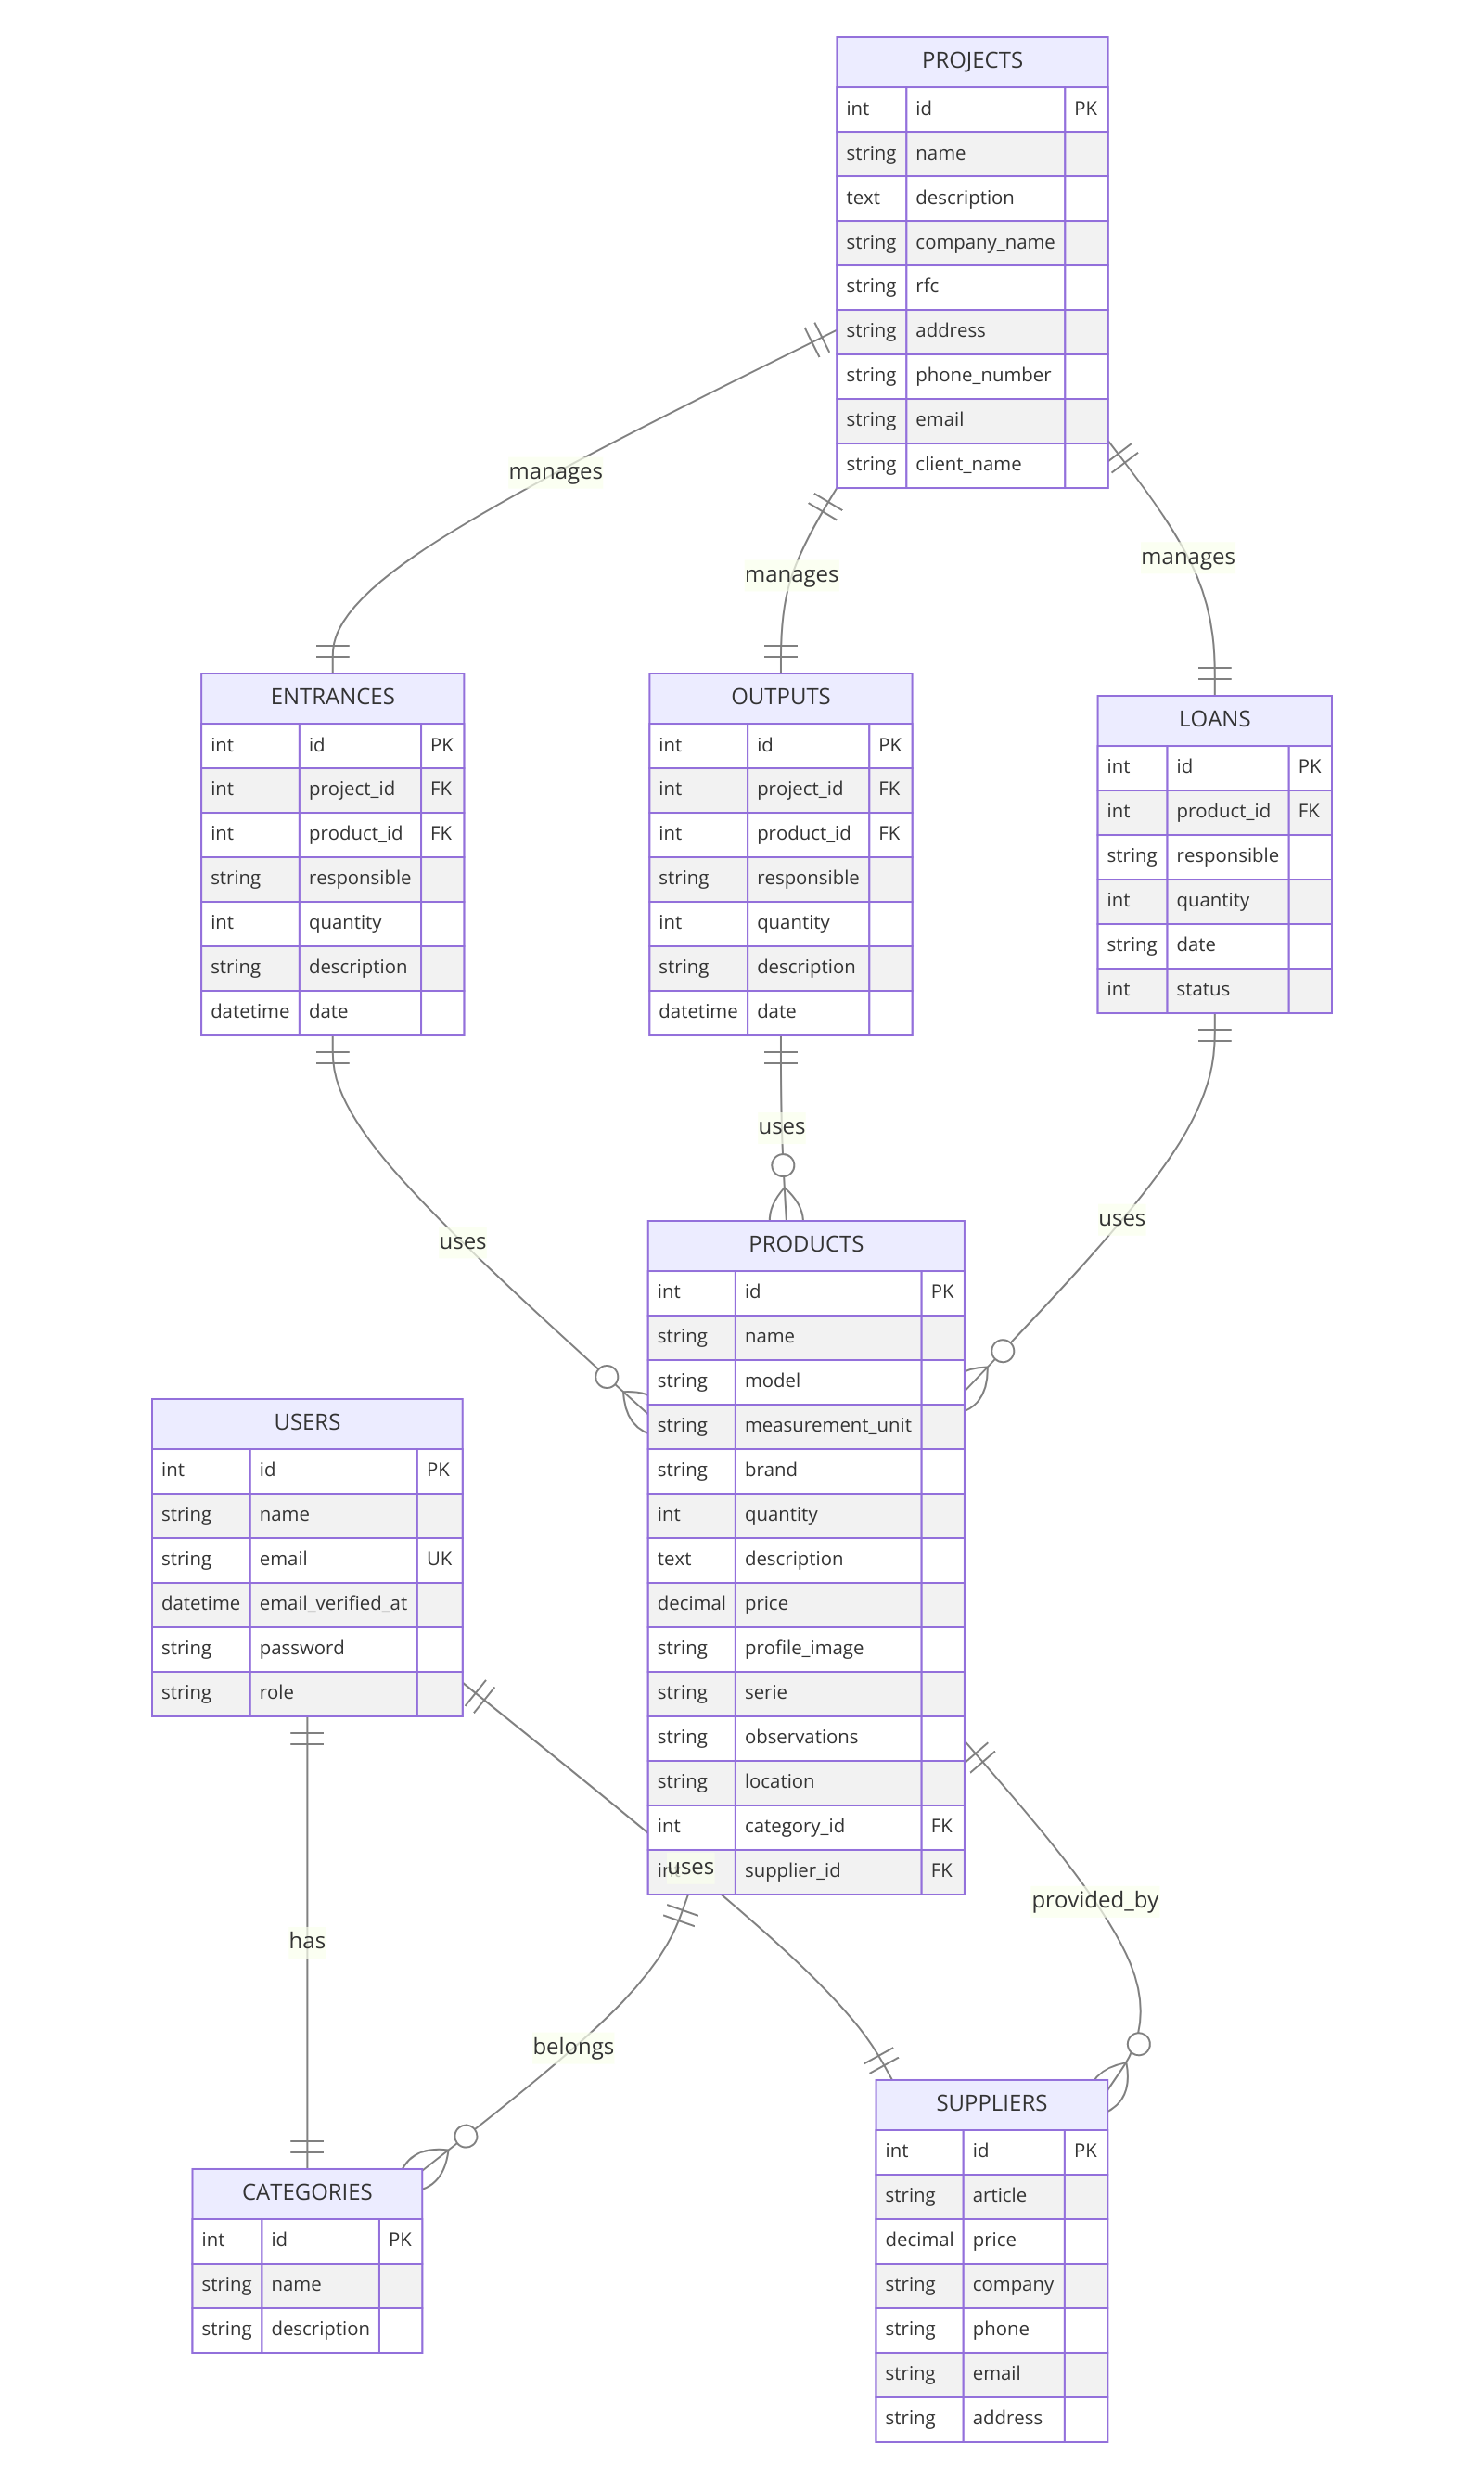 PROJECTS
int id PK
string name
text description
string company_name
string rfc
string address
string phone_number
string email
string client_name
manages
manages
manages
ENTRANCES
int id PK
int project_id FK
int product_id FK
string responsible
int quantity
string description
datetime date
OUTPUTS
int id PK
int project_id FK
int product_id FK
string responsible
int quantity
string description
datetime date
LOANS
int id PK
int product_id FK
string responsible
int quantity
string date
int status
uses
uses
uses
PRODUCTS
int id PK
string name
string model
string measurement_unit
string brand
int quantity
text description
decimal price
string profile_image
string serie
string observations
string location
int category_id FK
int supplier_id FK
USERS
int id PK
string name
string email UK
datetime email_verified_at
string password
string role
uses
has
belongs
provided_by
CATEGORIES
int id PK
string name
string description
SUPPLIERS
int id PK
string article
decimal price
string company
string phone
string email
string address